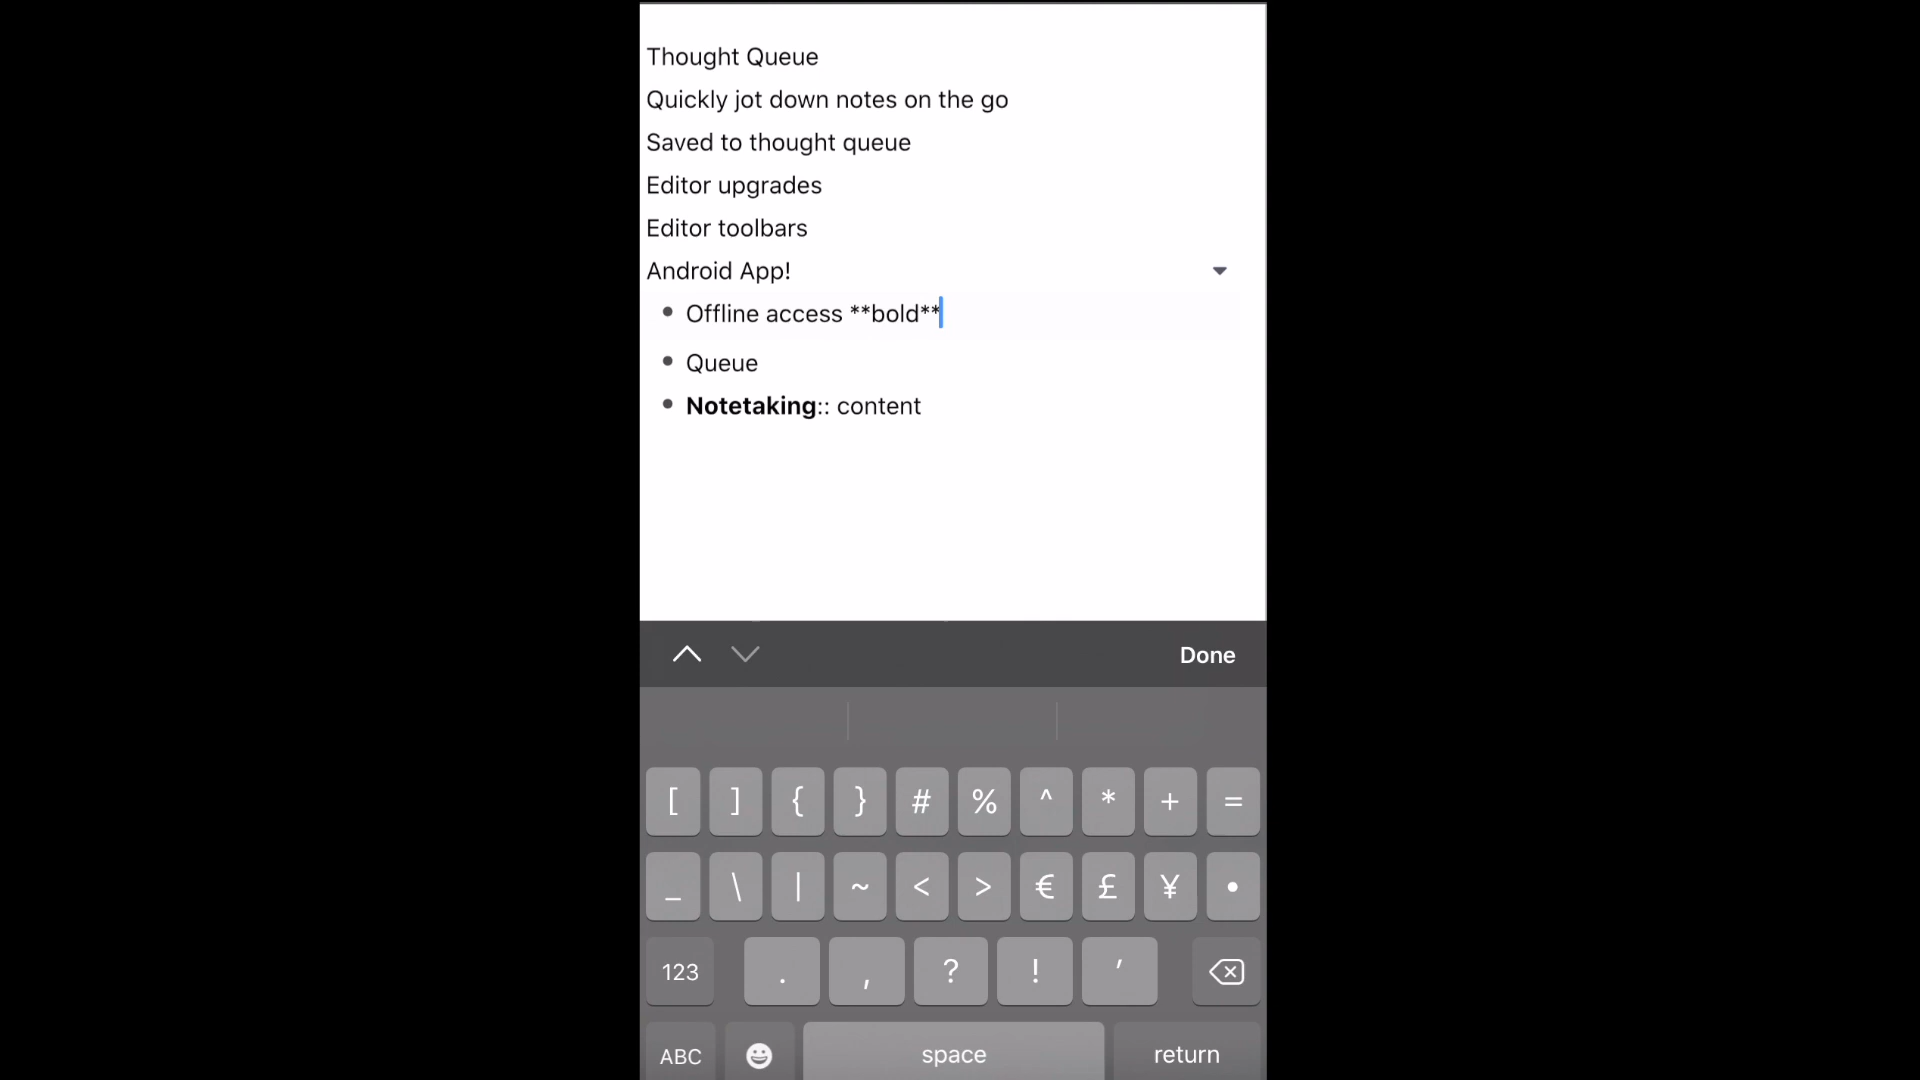 Thought Queue
Quickly jot down notes on the go
Saved to thought queue
Editor upgrades
Editor toolbars
Android App!
• Offline access **bold**
• Queue
• Notetaking:: content
Done
[ ] { } # % ^ * + =
_ \ | ~ < > € £ ¥ •
123 . , ? ! ’
ABC space return